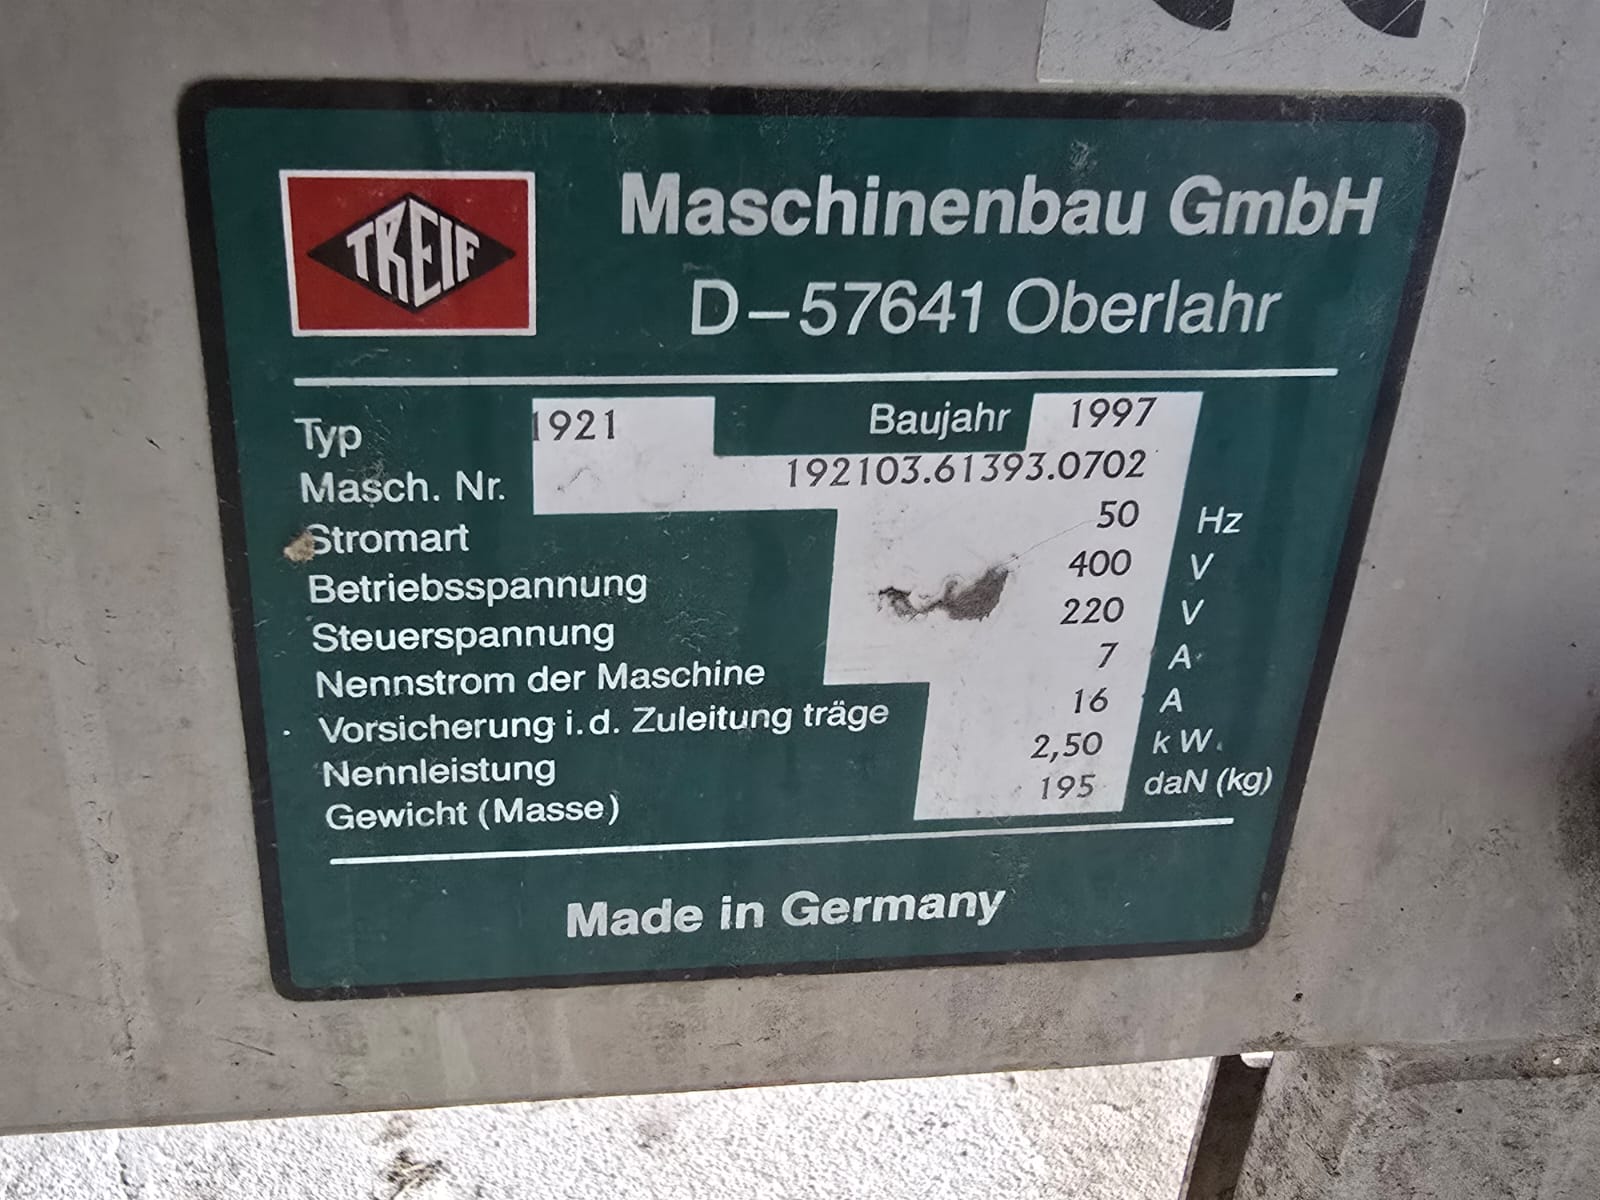 TREIF
Maschinenbau GmbH
D-57641 Oberlahr
Typ 1921 Baujahr 1997
Masch. Nr. 192103.61393.0702
Stromart 50 Hz
Betriebsspannung 400 V
Steuerspannung 220 V
Nennstrom der Maschine 7 A
Vorsicherung i.d. Zuleitung träge 16 A
Nennleistung 2,50 kW
Gewicht (Masse) 195 daN (kg)
Made in Germany